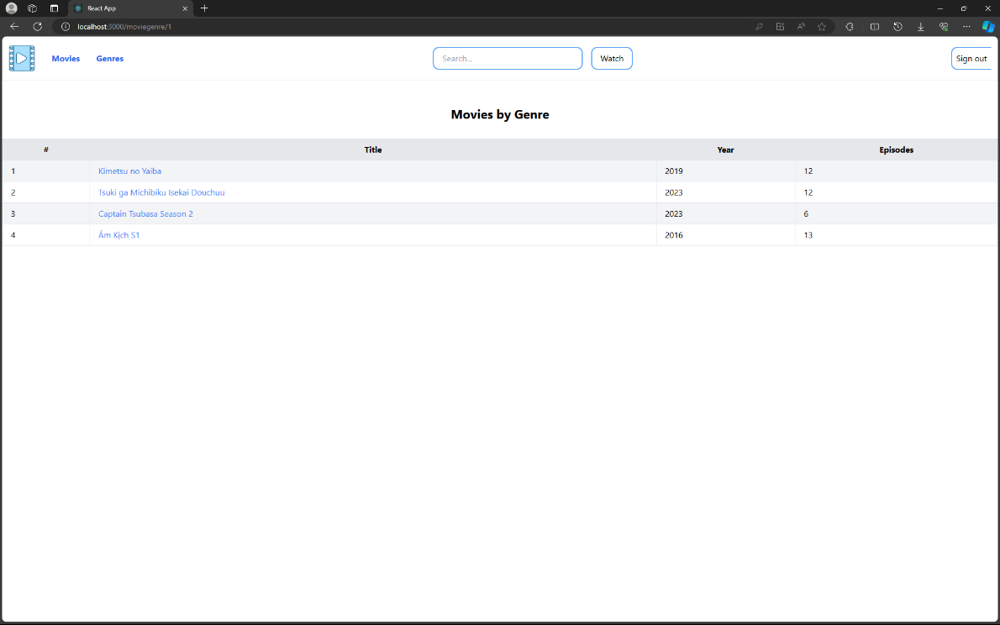 React App
localhost:3000/moviegenre/1
Movies Genres Search... Watch Sign out
Movies by Genre
# Title Year Episodes
1 Kimetsu no Yaiba 2019 12
2 Tsuki ga Michibiku Isekai Douchuu 2023 12
3 Captain Tsubasa Season 2 2023 6
4 Ám Kịch S1 2016 13